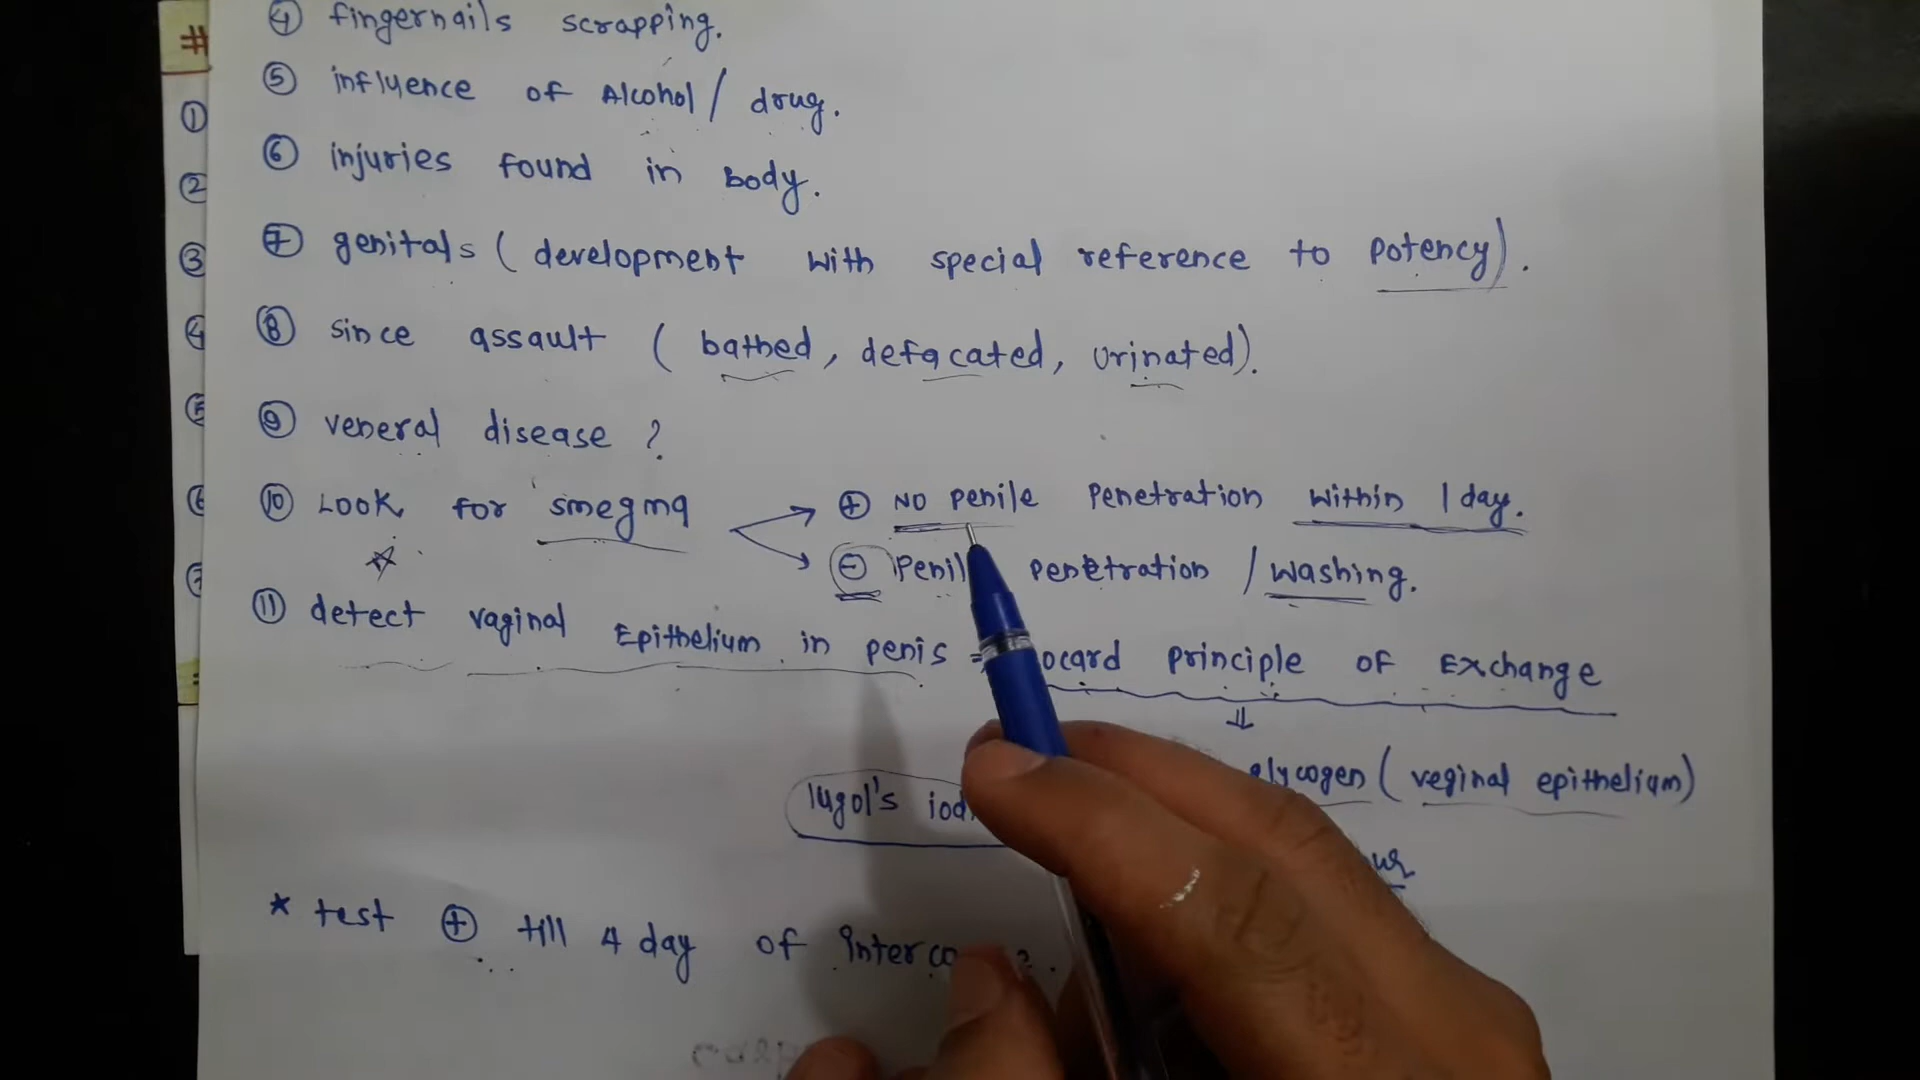 ④ fingernails scrapping.
⑤ influence of Alcohol / drug.
⑥ injuries found in body.
⑦ genitals ( development with special reference to potency).
⑧ since assault ( bathed, defacated, urinated).
⑨ veneral disease ?
⑩ Look for smegma ⊕ NO penile penetration within 1 day.
⊖ penetration / washing.
⑪ detect vaginal Epithelium in penis principle of Exchange
⇓
lugol's glycogen ( veginal epithelium)
* test ⊕ till 4 day of
#
①
②
③